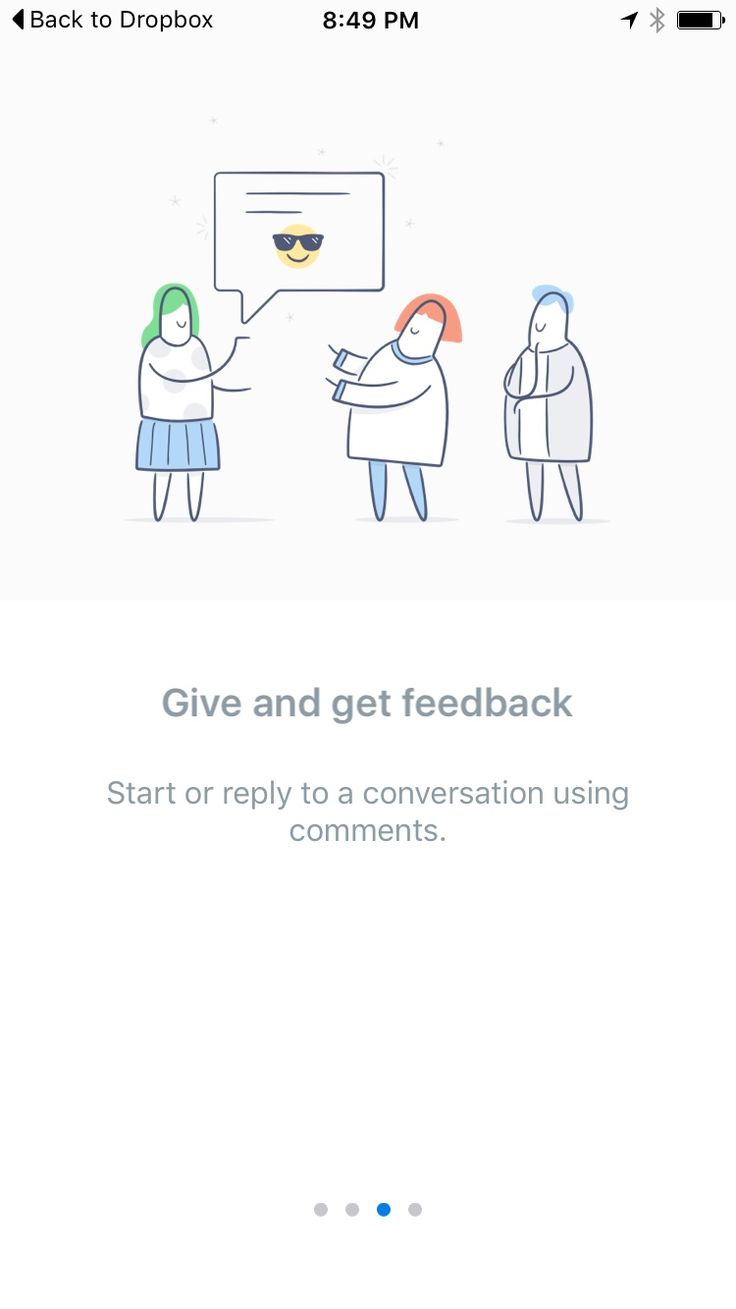 Back to Dropbox
8:49 PM
Give and get feedback
Start or reply to a conversation using
comments.